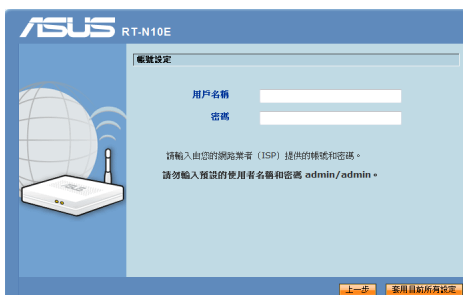 ASUS RT-N10E
帳號設定
用戶名稱
密碼
請輸入由您的網路業者（ISP）提供的帳號和密碼。
請勿輸入預設的使用者名稱和密碼 admin/admin。
上一步 套用目前所有設定